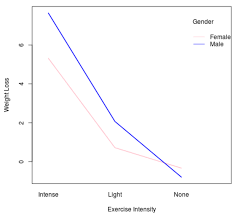 Gender
Female
Male
6
4
2
0
Weight Loss
Intense Light None
Exercise Intensity